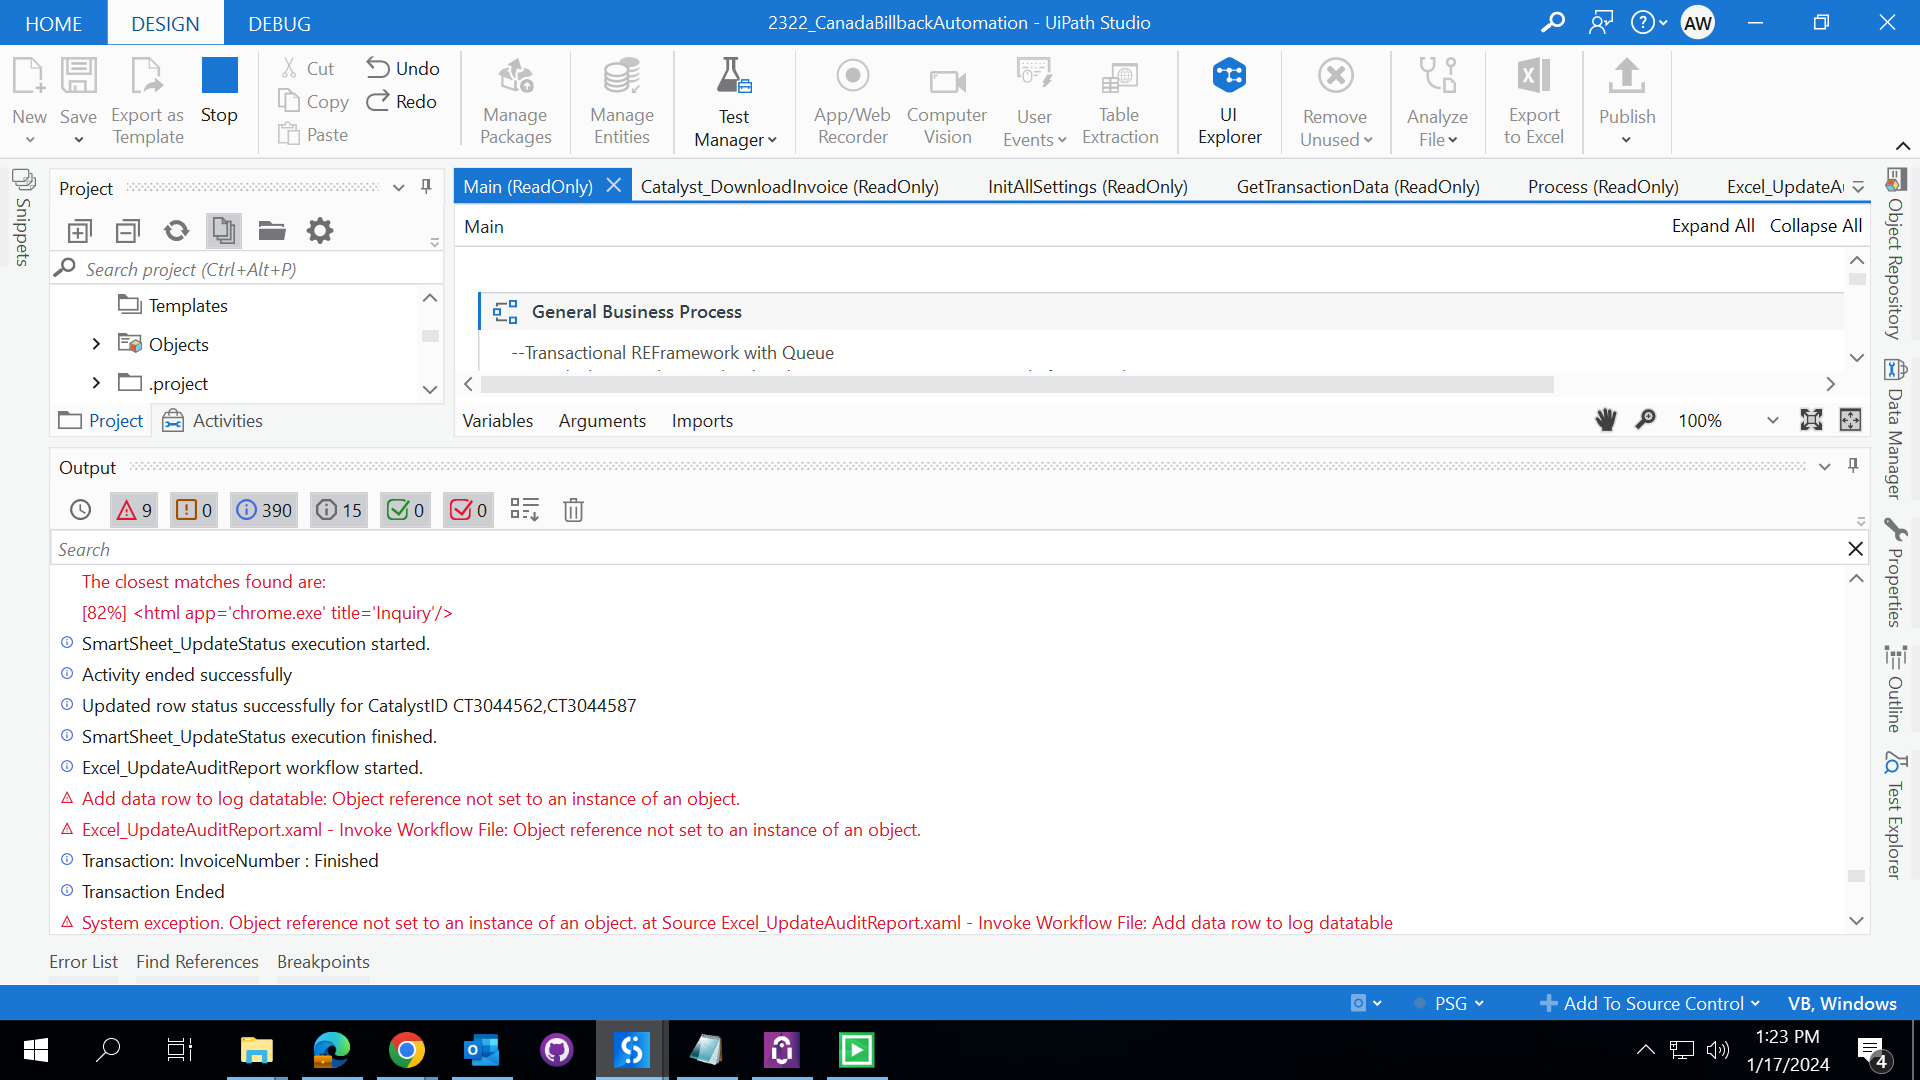 HOME DESIGN DEBUG
2322_CanadaBillbackAutomation - UiPath Studio
AW
New
Save
Export as Template
Stop
Cut
Copy
Paste
Undo
Redo
Manage Packages
Manage Entities
Test Manager
App/Web Recorder
Computer Vision
User Events
Table Extraction
UI Explorer
Remove Unused
Analyze File
Export to Excel
Publish
Snippets
Project
Search project (Ctrl+Alt+P)
Templates
Objects
.project
Project Activities
Main (ReadOnly) Catalyst_DownloadInvoice (ReadOnly) InitAllSettings (ReadOnly) GetTransactionData (ReadOnly) Process (ReadOnly) Excel_UpdateAu
Main Expand All Collapse All
General Business Process
--Transactional REFramework with Queue
Variables Arguments Imports 100%
Output
9 0 390 15 0 0
Search
The closest matches found are:
[82%] <html app='chrome.exe' title='Inquiry'/>
SmartSheet_UpdateStatus execution started.
Activity ended successfully
Updated row status successfully for CatalystID CT3044562,CT3044587
SmartSheet_UpdateStatus execution finished.
Excel_UpdateAuditReport workflow started.
Add data row to log datatable: Object reference not set to an instance of an object.
Excel_UpdateAuditReport.xaml - Invoke Workflow File: Object reference not set to an instance of an object.
Transaction: InvoiceNumber : Finished
Transaction Ended
System exception. Object reference not set to an instance of an object. at Source Excel_UpdateAuditReport.xaml - Invoke Workflow File: Add data row to log datatable
Error List Find References Breakpoints
Object Repository
Data Manager
Properties
Outline
Test Explorer
PSG Add To Source Control VB, Windows
1:23 PM
1/17/2024
4